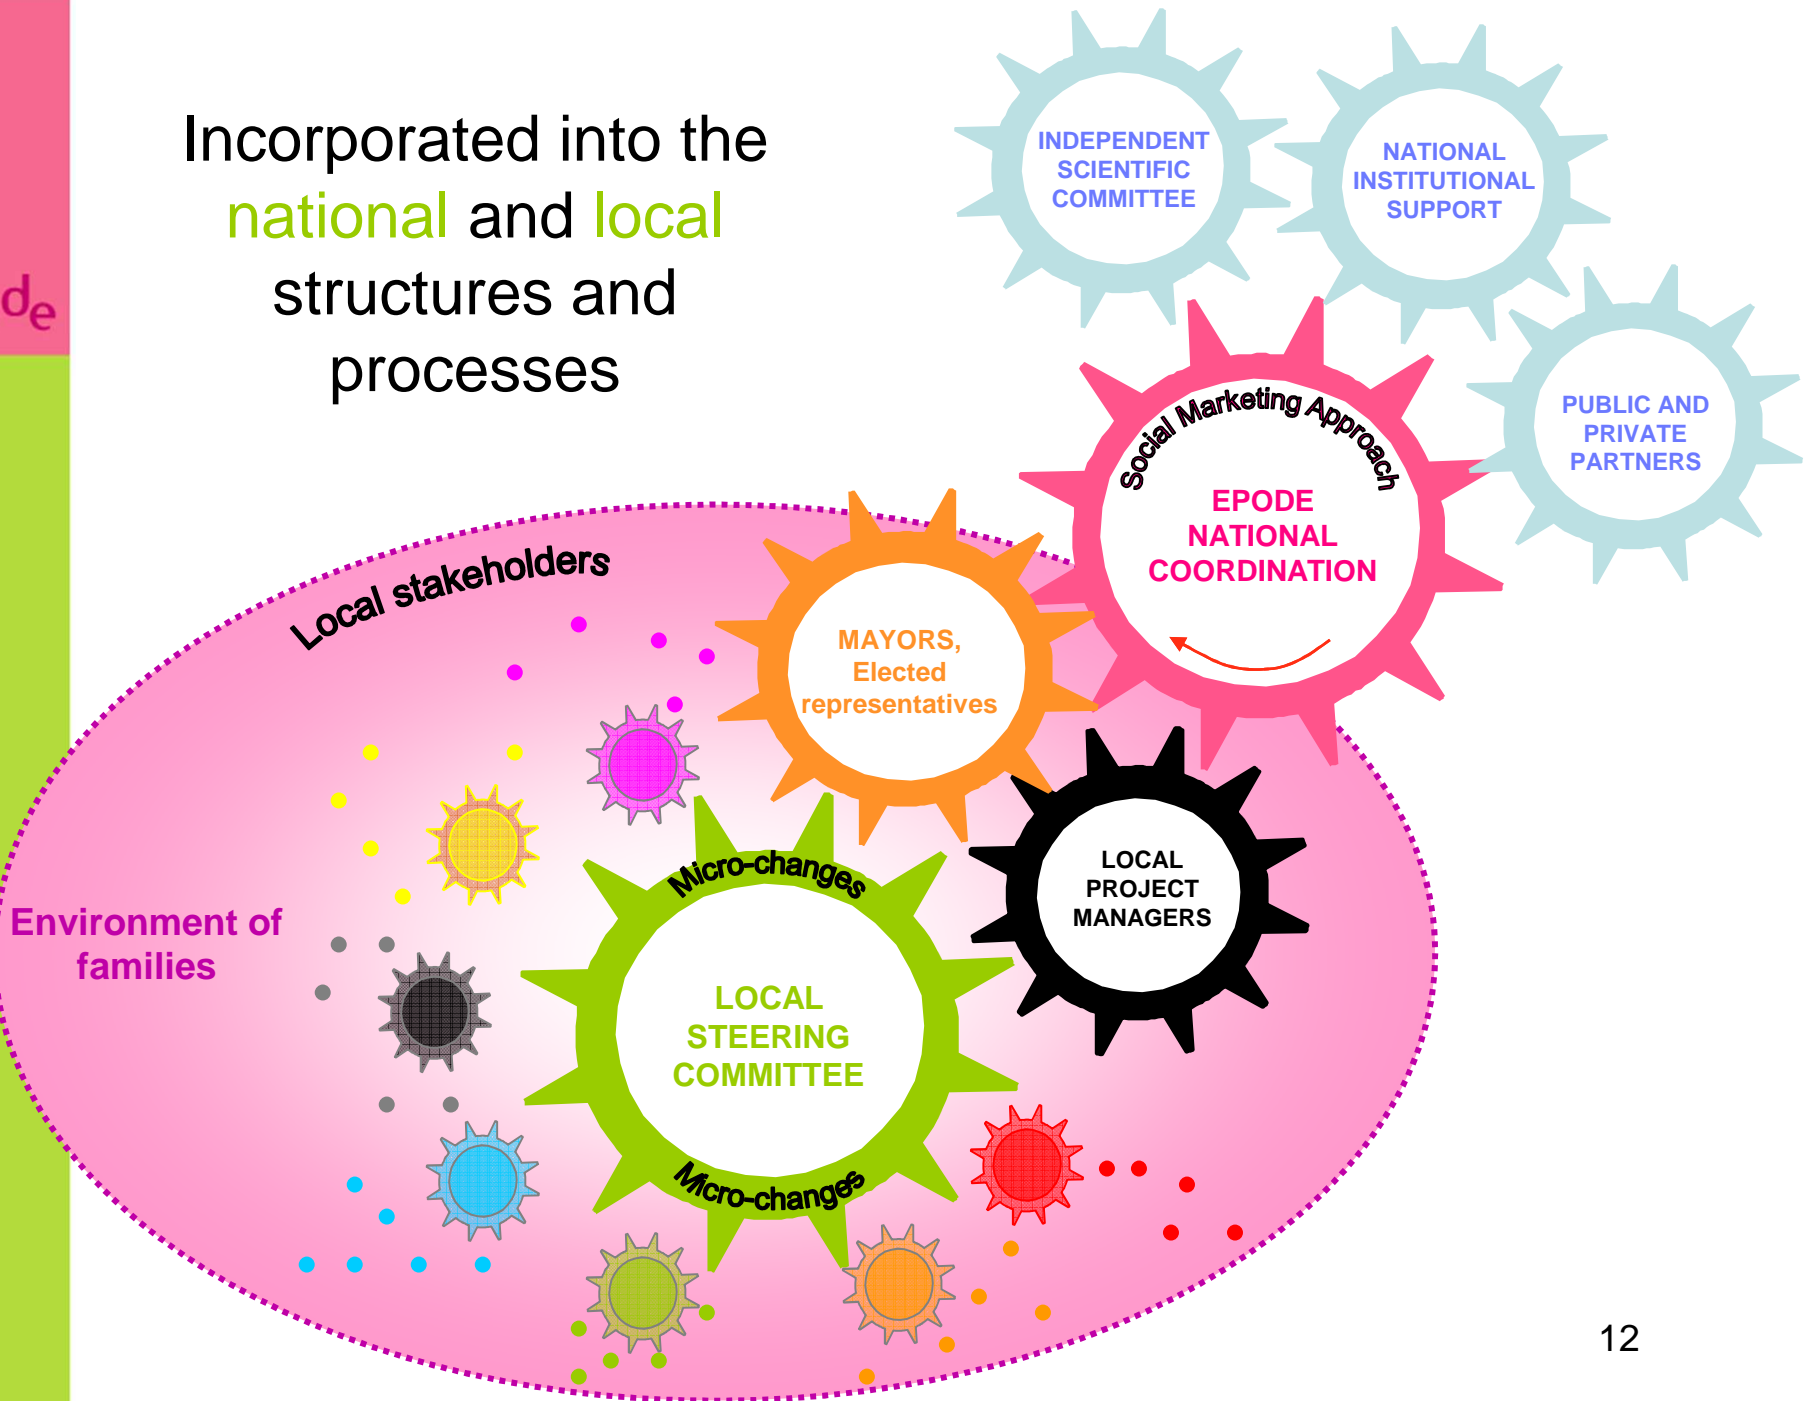 Incorporated into the
national and local
structures and
processes
de
INDEPENDENT
SCIENTIFIC
COMMITTEE
NATIONAL
INSTITUTIONAL
SUPPORT
PUBLIC AND
PRIVATE
PARTNERS
Social Marketing Approach
EPODE
NATIONAL
COORDINATION
Local stakeholders
MAYORS,
Elected
representatives
LOCAL
PROJECT
MANAGERS
Environment of
families
Micro-changes
LOCAL
STEERING
COMMITTEE
Micro-changes
12